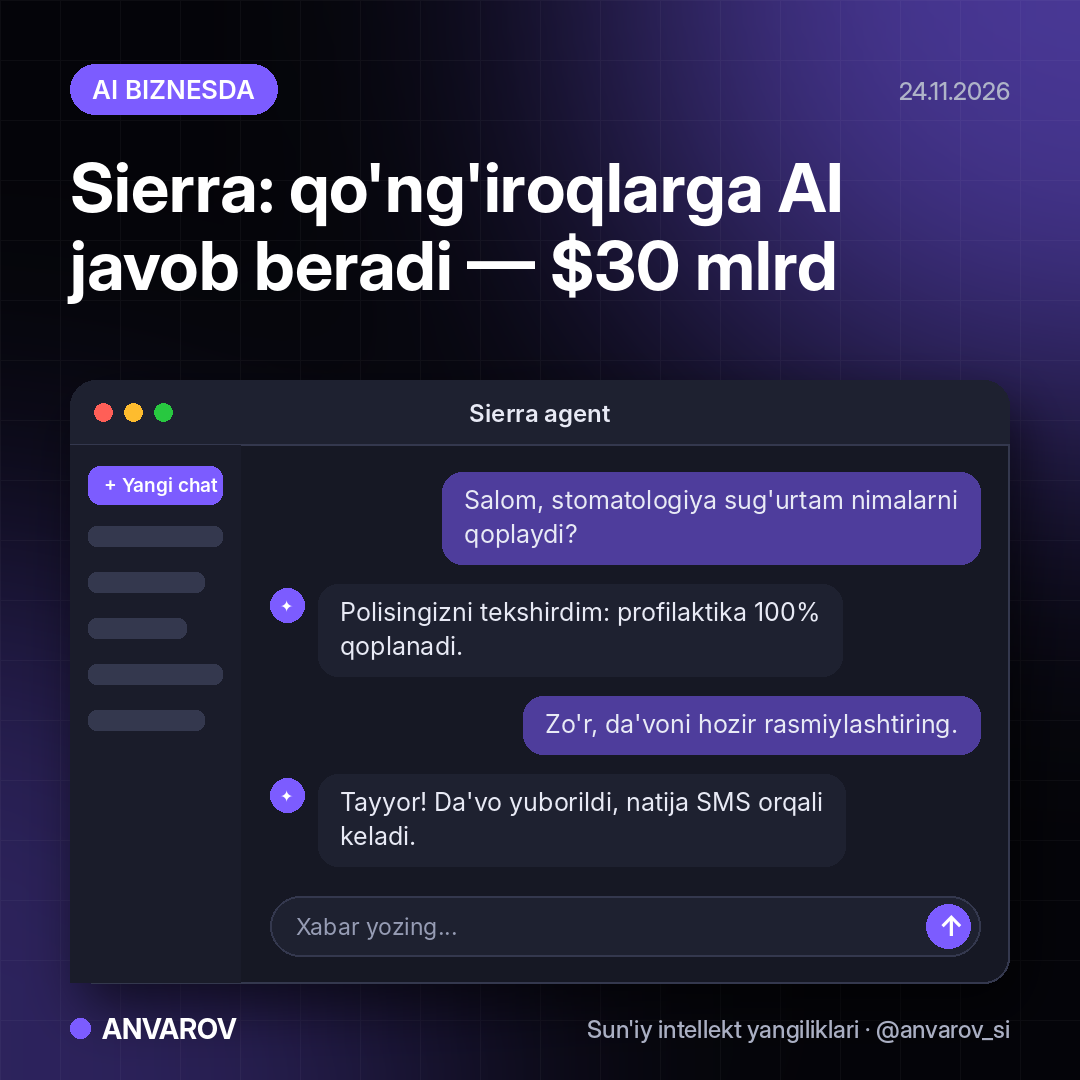 AI BIZNESDA
24.11.2026
Sierra: qo'ng'iroqlarga AI
javob beradi — $30 mlrd
Sierra agent
+ Yangi chat
Salom, stomatologiya sug'urtam nimalarni
qoplaydi?
Polisingizni tekshirdim: profilaktika 100%
qoplanadi.
Zo'r, da'voni hozir rasmiylashtiring.
Tayyor! Da'vo yuborildi, natija SMS orqali
keladi.
Xabar yozing...
ANVAROV
Sun'iy intellekt yangiliklari · @anvarov_si